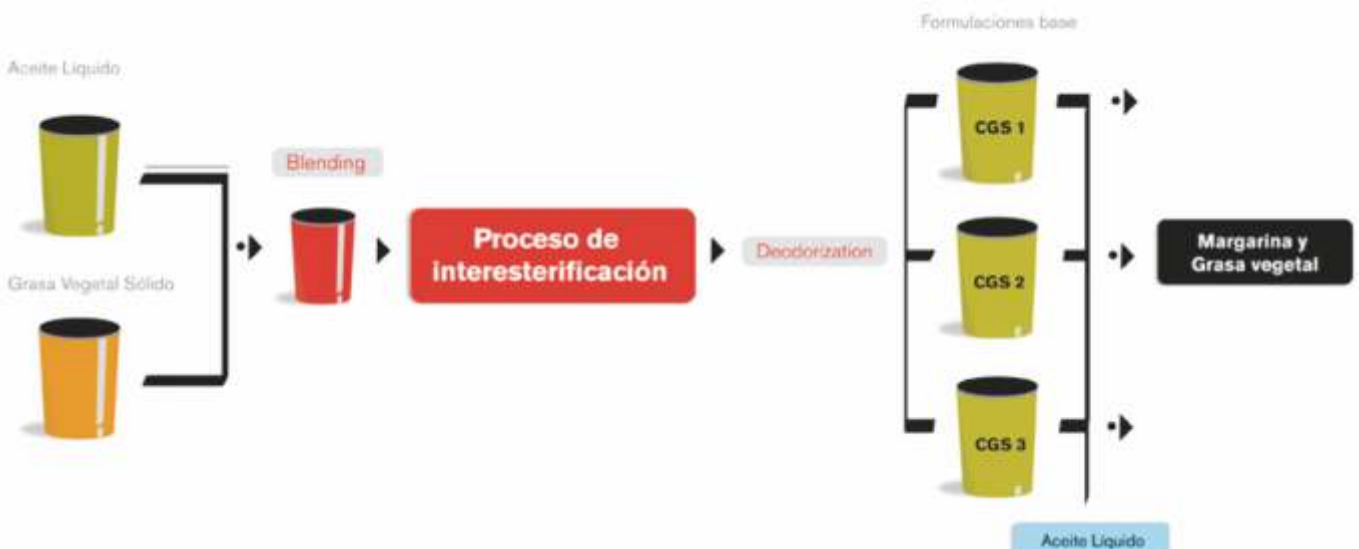 Formulaciones base
Aceite Liquido
Blending
CGS 1
Proceso de
interesterificación
Deodorization
Margarina y
Grasa vegetal
Grasa Vegetal Sólido
CGS 2
CGS 3
Aceite Liquido